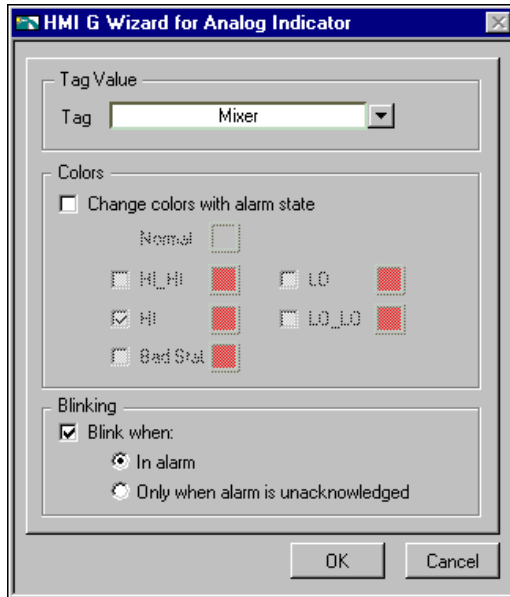 HMI G Wizard for Analog Indicator
Tag Value
Tag Mixer
Colors
Change colors with alarm state
Normal
HI_HI LO
HI LO_LO
Bad Stat
Blinking
Blink when:
In alarm
Only when alarm is unacknowledged
OK Cancel